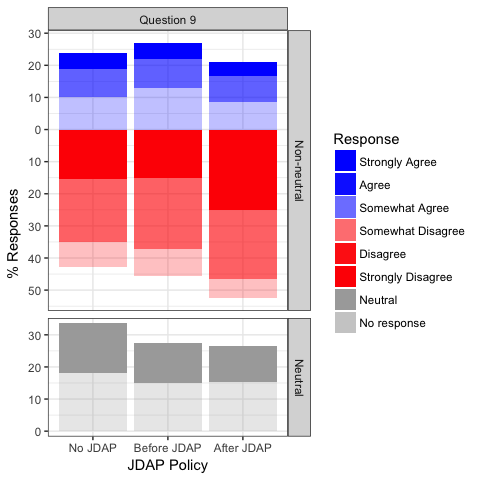 Question 9
30
20
10
0
10
20
30
40
50
Non-neutral
% Responses
30
20
10
0
Neutral
No JDAP Before JDAP After JDAP
JDAP Policy
Response
Strongly Agree
Agree
Somewhat Agree
Somewhat Disagree
Disagree
Strongly Disagree
Neutral
No response